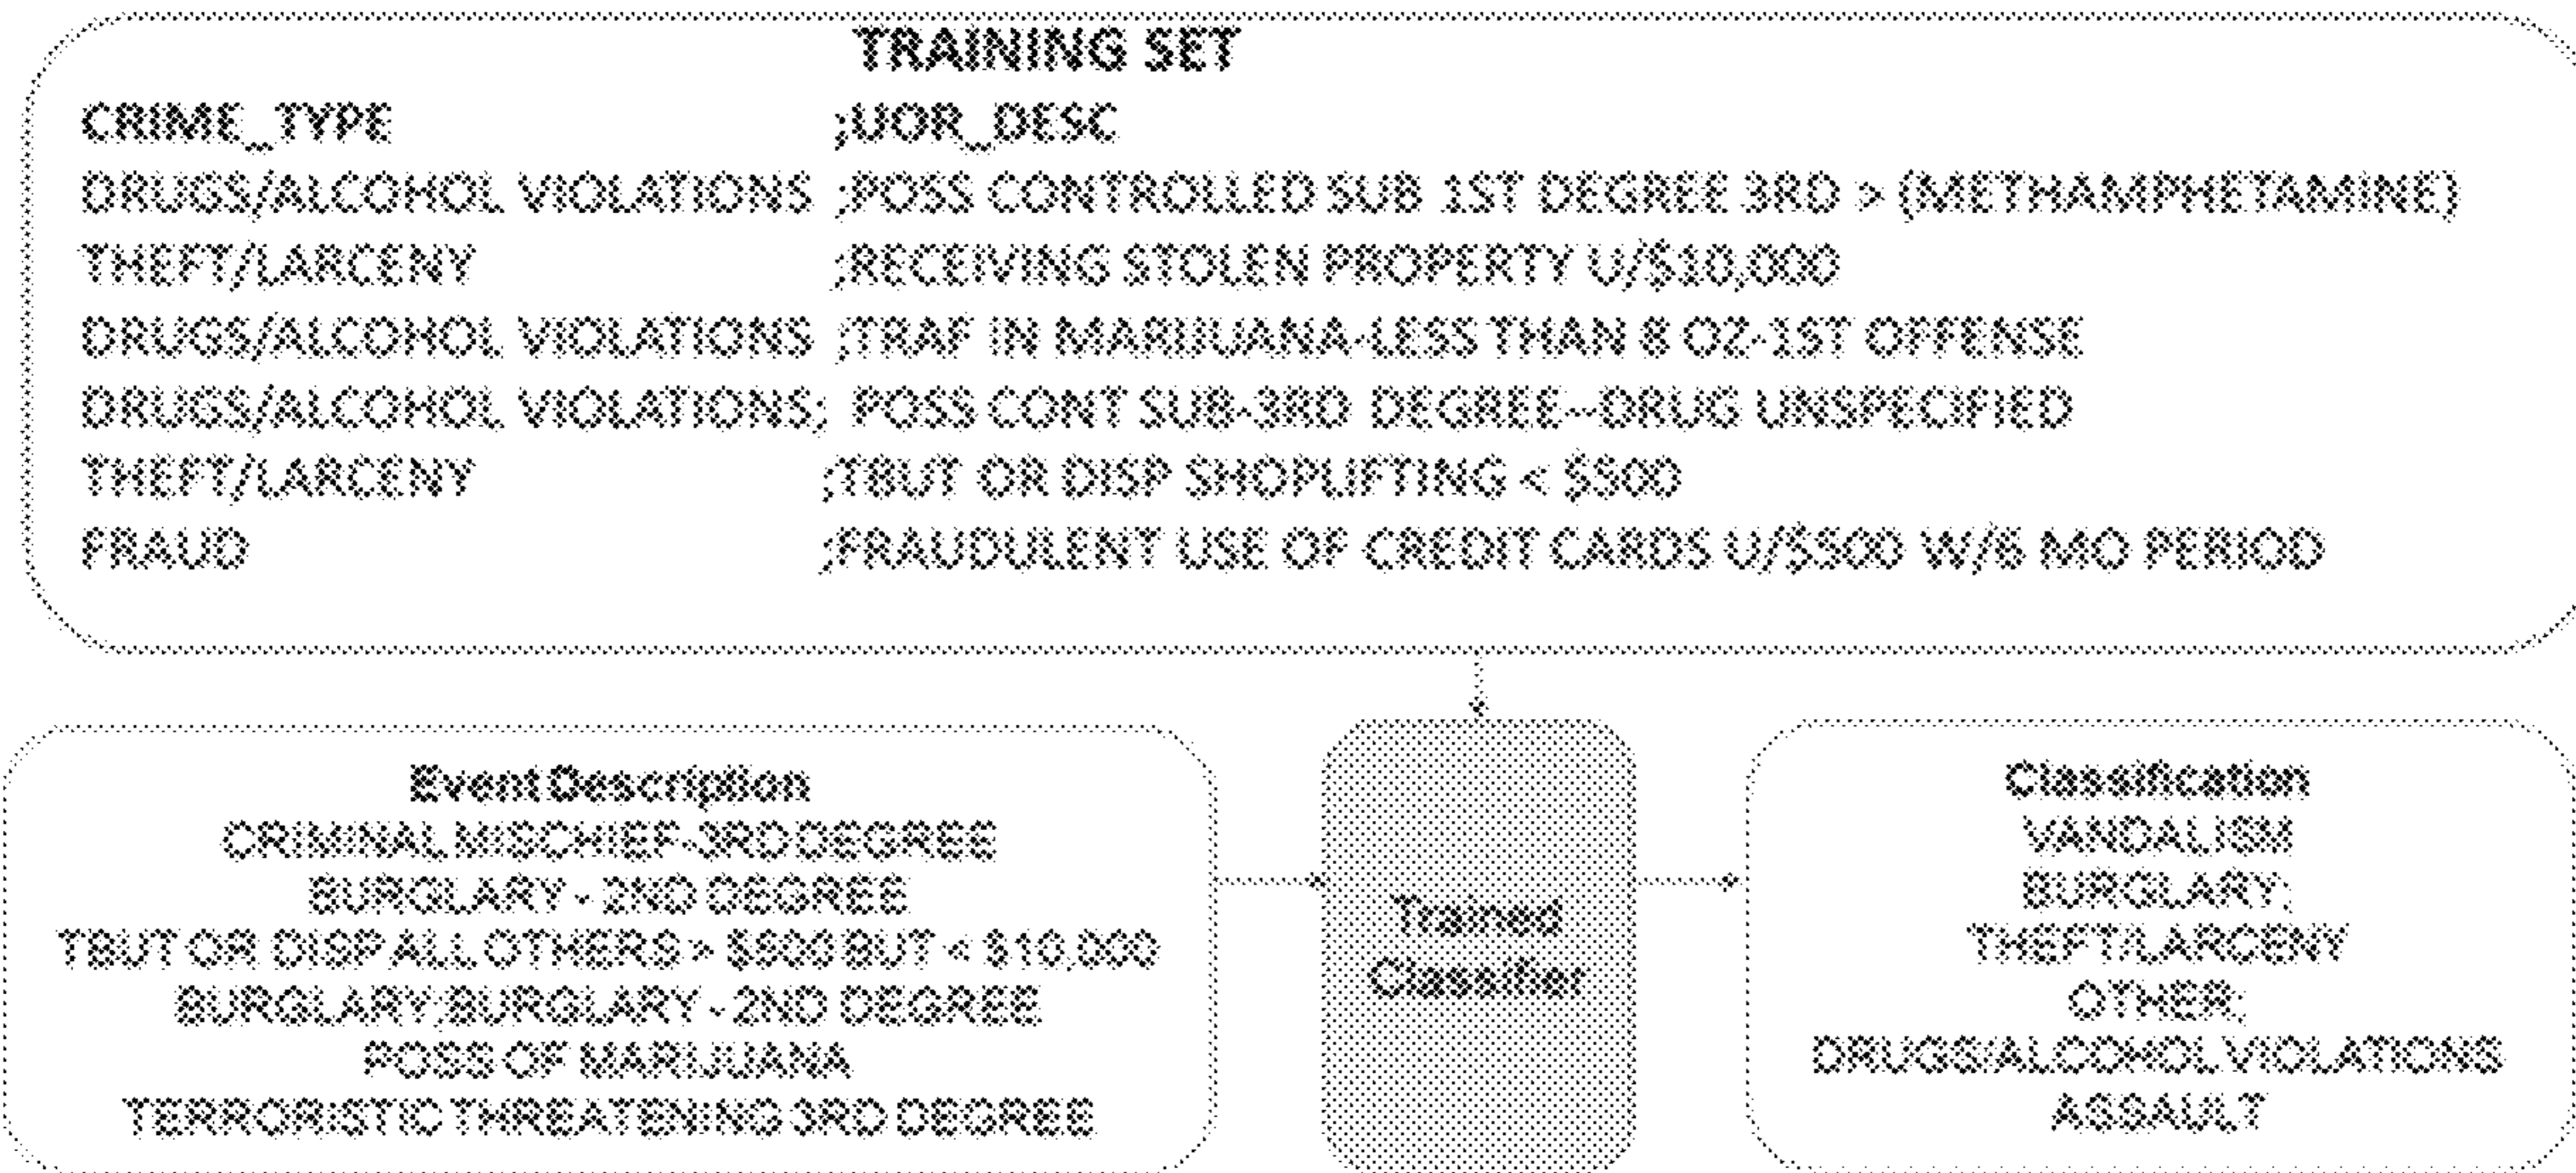 TRAINING SET
CRIME_TYPE ;UOR_DESC
DRUGS/ALCOHOL VIOLATIONS ;POSS CONTROLLED SUB 1ST DEGREE 3RD > (METHAMPHETAMINE)
THEFT/LARCENY ;RECEIVING STOLEN PROPERTY U/$10,000
DRUGS/ALCOHOL VIOLATIONS ;TRAF IN MARIJUANA-LESS THAN 8 OZ-1ST OFFENSE
DRUGS/ALCOHOL VIOLATIONS; POSS CONT SUB-3RD DEGREE--DRUG UNSPECIFIED
THEFT/LARCENY ;TBUT OR DISP SHOPLIFTING < $500
FRAUD ;FRAUDULENT USE OF CREDIT CARDS U/$500 W/6 MO PERIOD
Event Description
CRIMINAL MISCHIEF-3RD DEGREE
BURGLARY - 2ND DEGREE
TBUT OR DISP ALL OTHERS > $500 BUT < $10,000
BURGLARY;BURGLARY - 2ND DEGREE
POSS OF MARIJUANA
TERRORISTIC THREATENING 3RD DEGREE
Trained
Classifier
Classification
VANDALISM
BURGLARY;
THEFT/LARCENY
OTHER;
DRUGS/ALCOHOL VIOLATIONS
ASSAULT